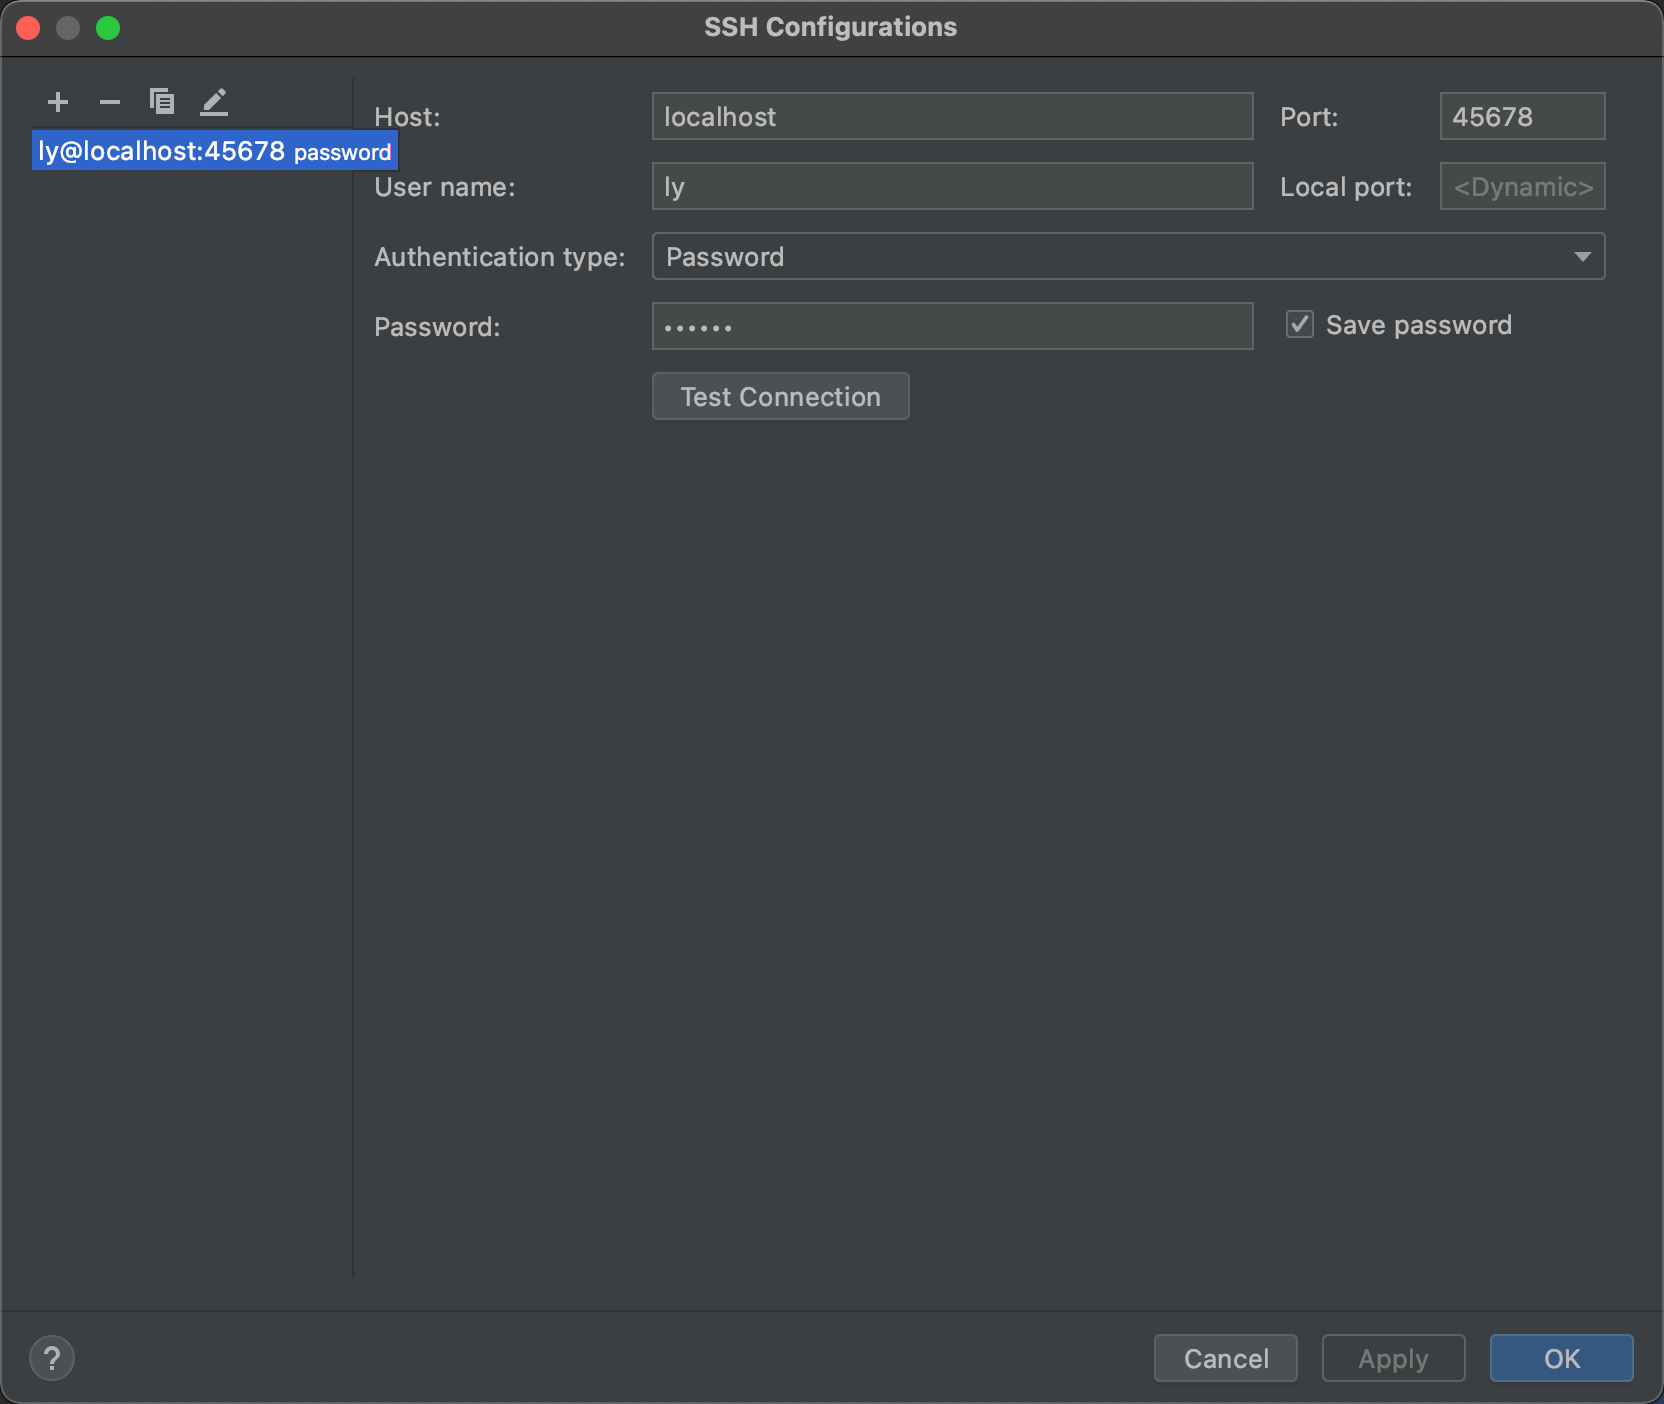 SSH Configurations
Host: localhost Port: 45678
ly@localhost:45678 password
User name: ly Local port: <Dynamic>
Authentication type: Password
Password: •••••• Save password
Test Connection
? Cancel Apply OK